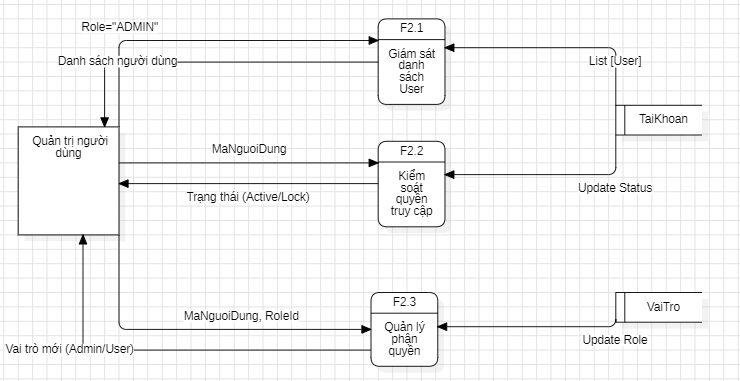 Role="ADMIN"
F2.1
Danh sách người dùng
Giám sát
danh
sách
User
List [User]
TaiKhoan
Quản trị người
dùng
MaNguoiDung
F2.2
Trạng thái (Active/Lock)
Kiểm
soát
quyền
truy cập
Update Status
F2.3
MaNguoiDung, RoleId
Quản lý
phận
quyền
VaiTro
Update Role
Vai trò mới (Admin/User)